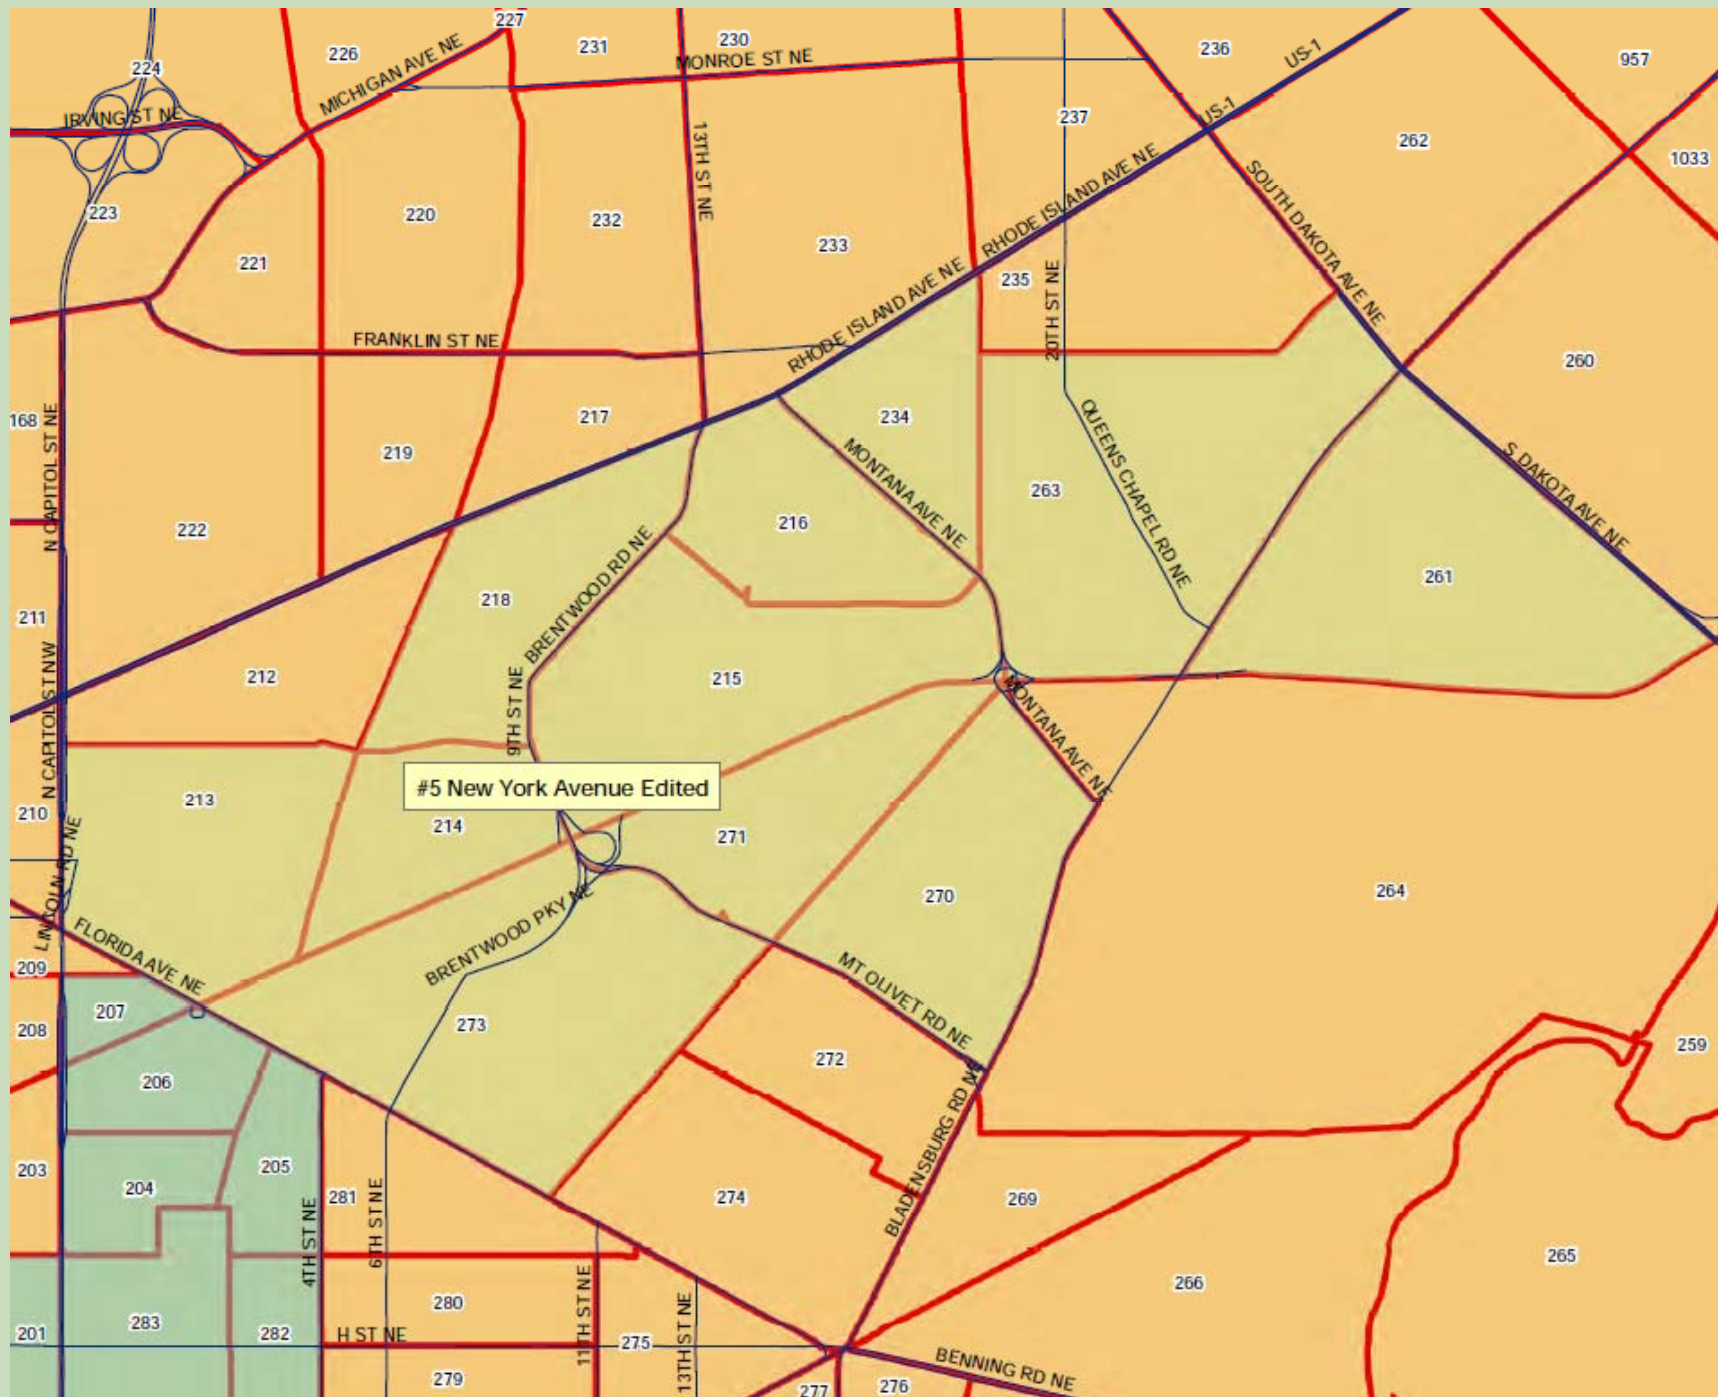 227
226
231
230
236
US-1
957
224
MICHIGAN AVE NE
MONROE ST NE
IRVING ST NE
237
US-1
262
1033
13TH ST NE
223
220
232
233
RHODE ISLAND AVE NE
SOUTH DAKOTA AVE NE
221
235
20TH ST NE
RHODE ISLAND AVE NE
FRANKLIN ST NE
260
168
N CAPITOL ST NE
217
234
219
QUEENS CHAPEL RD NE
MONTANA AVE NE
263
S DAKOTA AVE NE
222
216
BRENTWOOD RD NE
261
218
211
212
215
N CAPITOL ST NW
9TH ST NE
MONTANA AVE NE
#5 New York Avenue Edited
213
210
214
271
LINCOLN RD NE
270
264
BRENTWOOD PKY NE
FLORIDA AVE NE
209
MT OLIVET RD NE
207
208
273
272
259
206
BLADENSBURG RD NE
203
204
205
281
274
269
4TH ST NE
6TH ST NE
265
266
283
280
11TH ST NE
13TH ST NE
201
282
H ST NE
275
279
277
276
BENNING RD NE